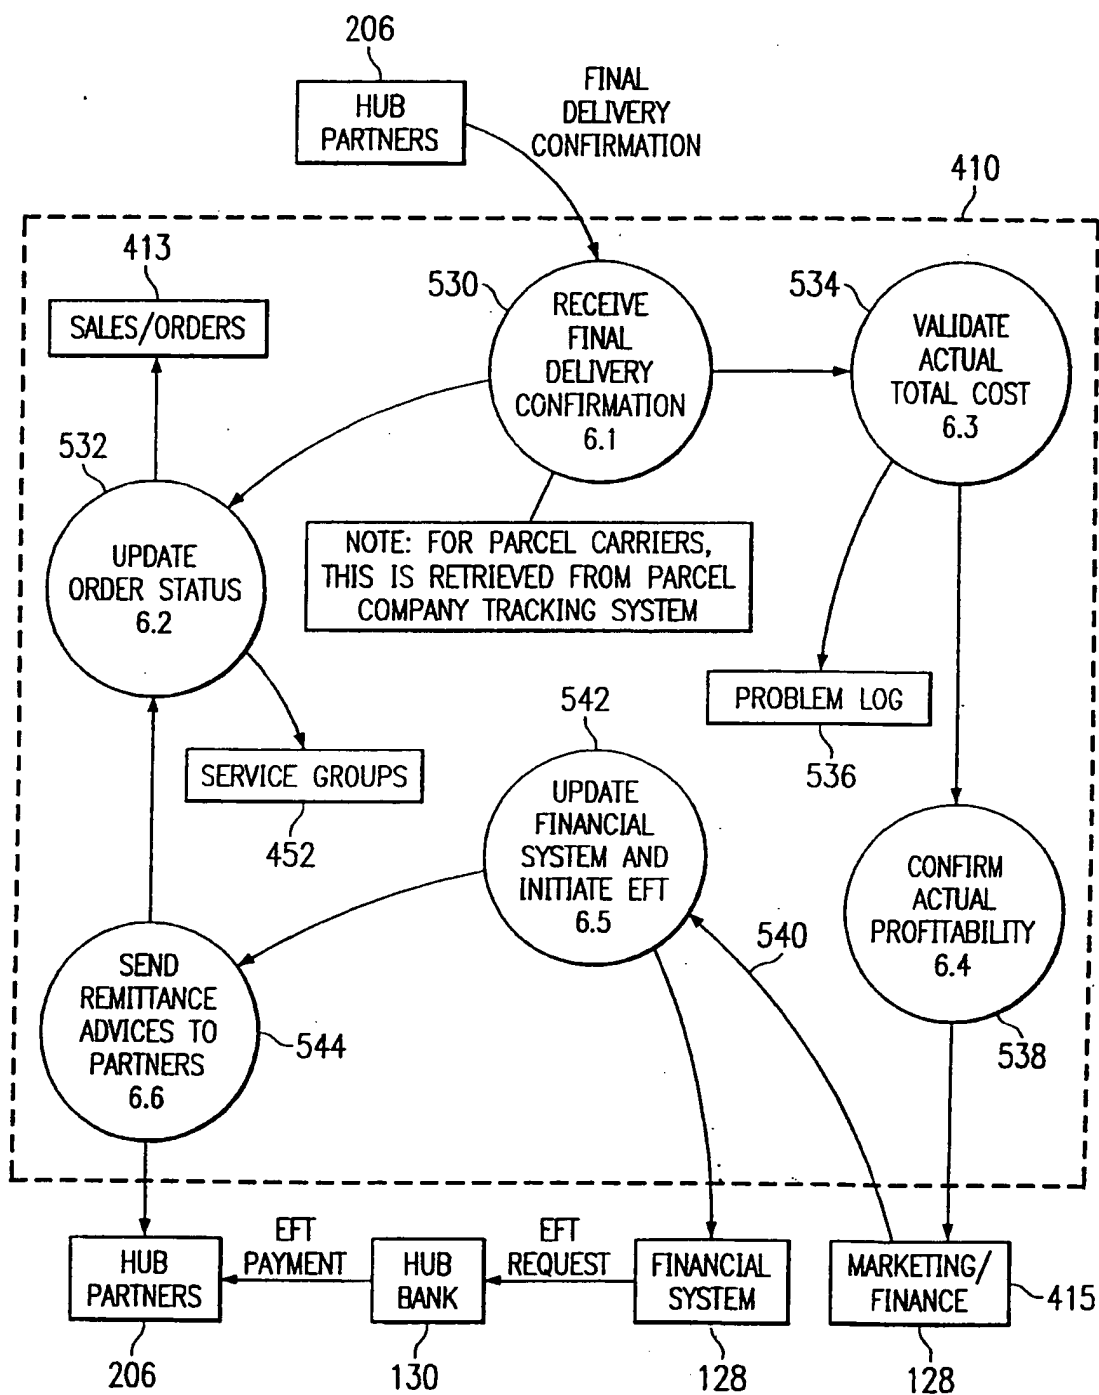 206
HUB
PARTNERS
FINAL
DELIVERY
CONFIRMATION
410
413
SALES/ORDERS
530
RECEIVE
FINAL
DELIVERY
CONFIRMATION
6.1
534
VALIDATE
ACTUAL
TOTAL COST
6.3
532
UPDATE
ORDER STATUS
6.2
NOTE: FOR PARCEL CARRIERS,
THIS IS RETRIEVED FROM PARCEL
COMPANY TRACKING SYSTEM
PROBLEM LOG
536
SERVICE GROUPS
452
542
UPDATE
FINANCIAL
SYSTEM AND
INITIATE EFT
6.5
CONFIRM
ACTUAL
PROFITABILITY
6.4
538
540
SEND
REMITTANCE
ADVICES TO
PARTNERS
6.6
544
HUB
PARTNERS
206
EFT
PAYMENT
HUB
BANK
130
EFT
REQUEST
FINANCIAL
SYSTEM
128
MARKETING/
FINANCE
415
128